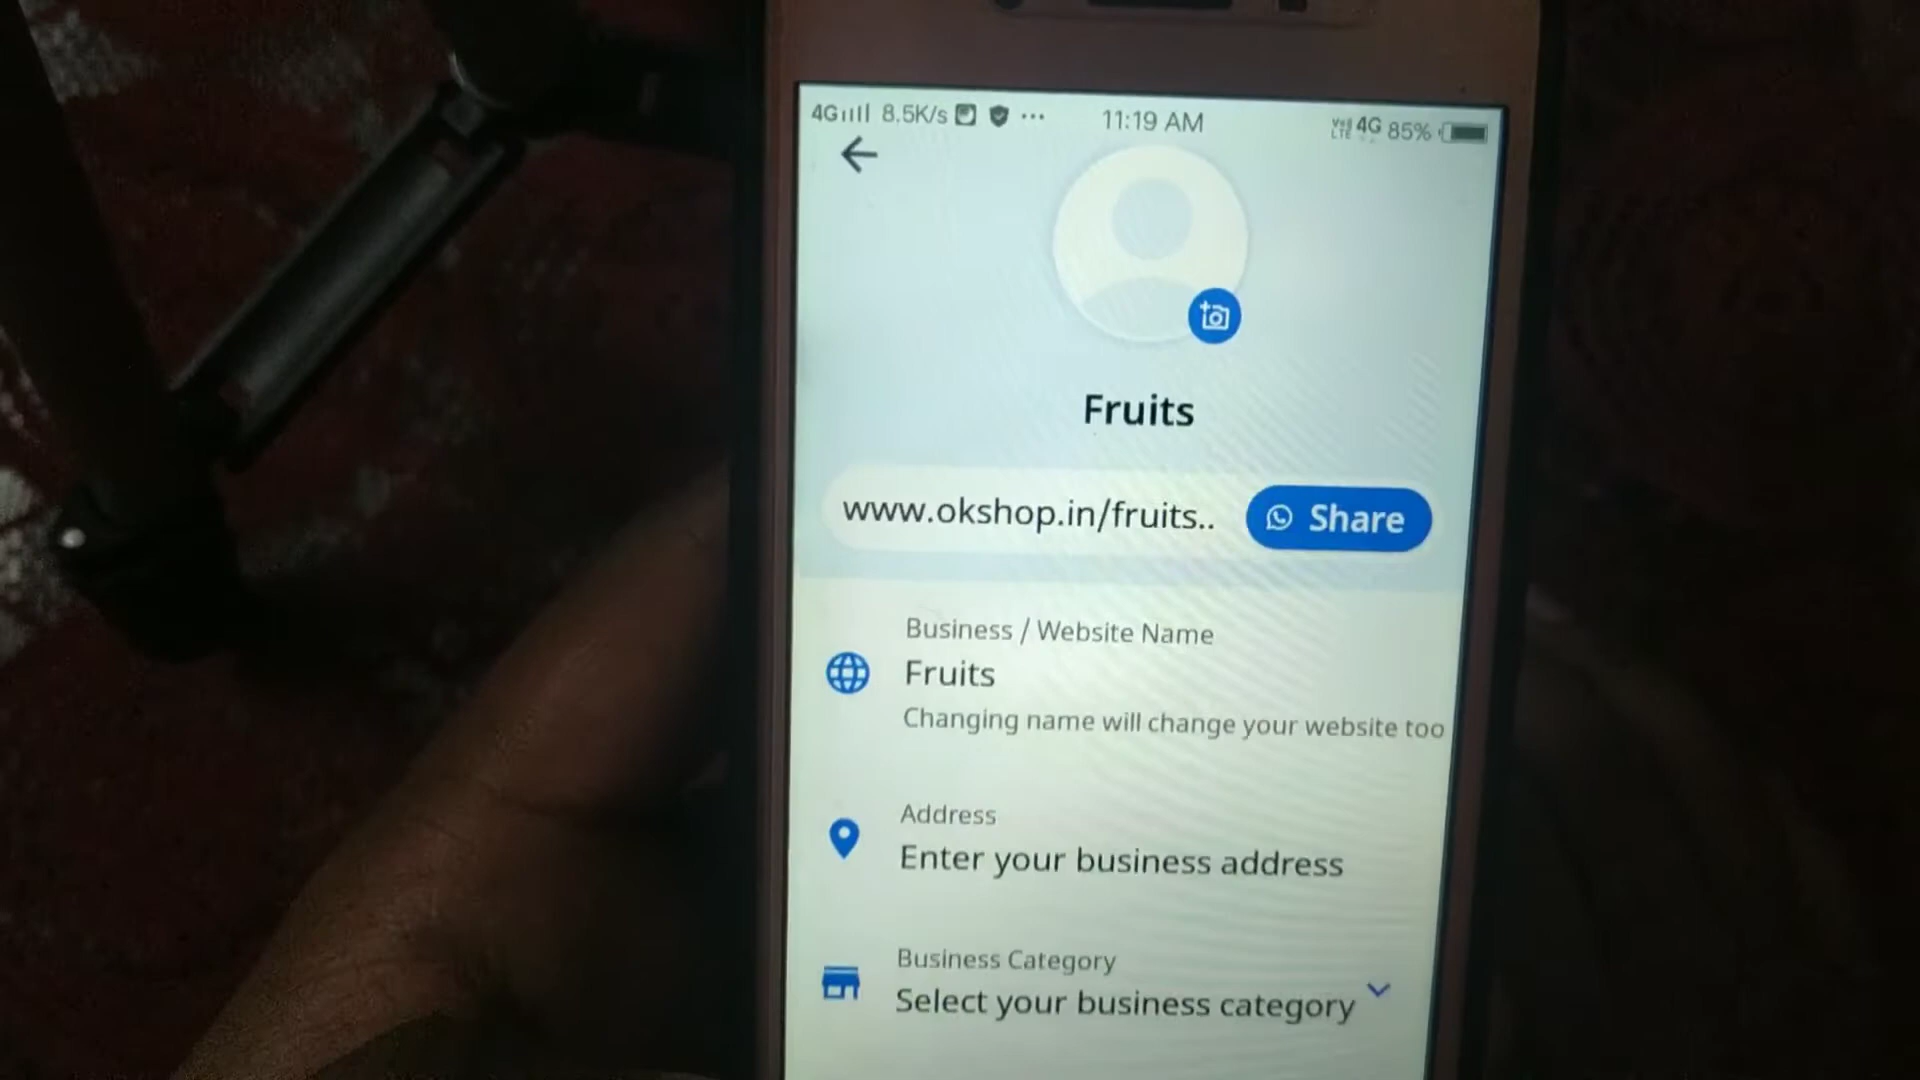 4G 8.5K/s ... 11:19 AM VoLTE 4G 85%
Fruits
www.okshop.in/fruits.. Share
Business / Website Name
Fruits
Changing name will change your website too
Address
Enter your business address
Business Category
Select your business category